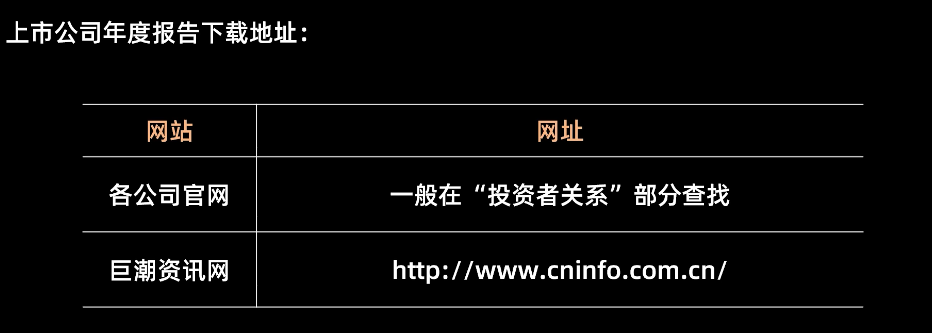 上市公司年度报告下载地址：
网站 网址
各公司官网 一般在“投资者关系”部分查找
巨潮资讯网 http://www.cninfo.com.cn/